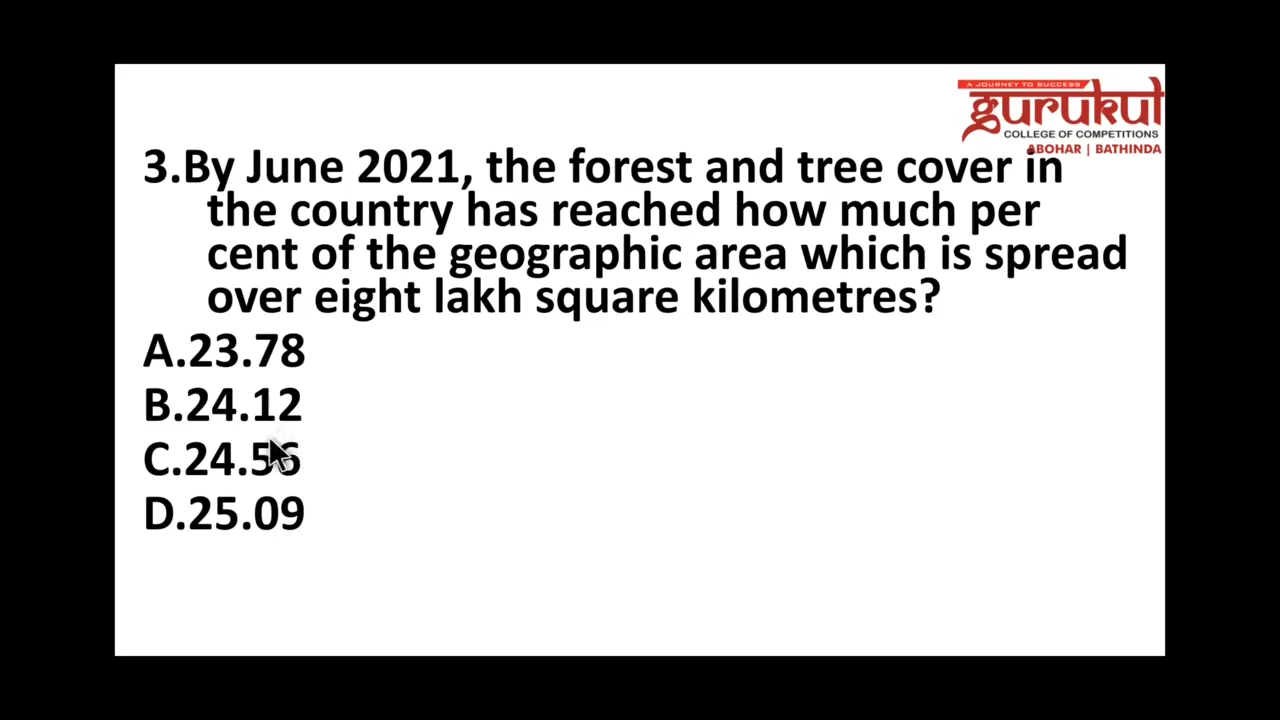 A JOURNEY TO SUCCESS
gurukul
COLLEGE OF COMPETITIONS
ABOHAR | BATHINDA
3.By June 2021, the forest and tree cover in
the country has reached how much per
cent of the geographic area which is spread
over eight lakh square kilometres?
A.23.78
B.24.12
C.24.56
D.25.09